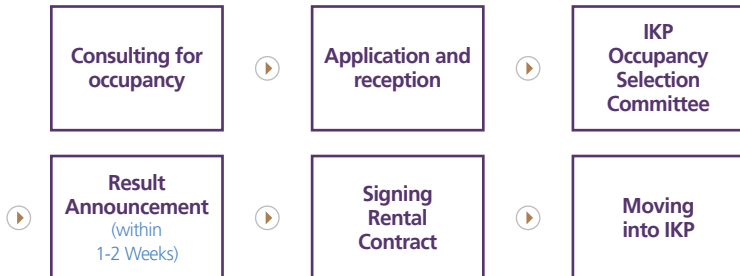 Consulting for
occupancy
Application and
reception
IKP
Occupancy
Selection
Committee
Result
Announcement
(within
1-2 Weeks)
Signing
Rental
Contract
Moving
into IKP